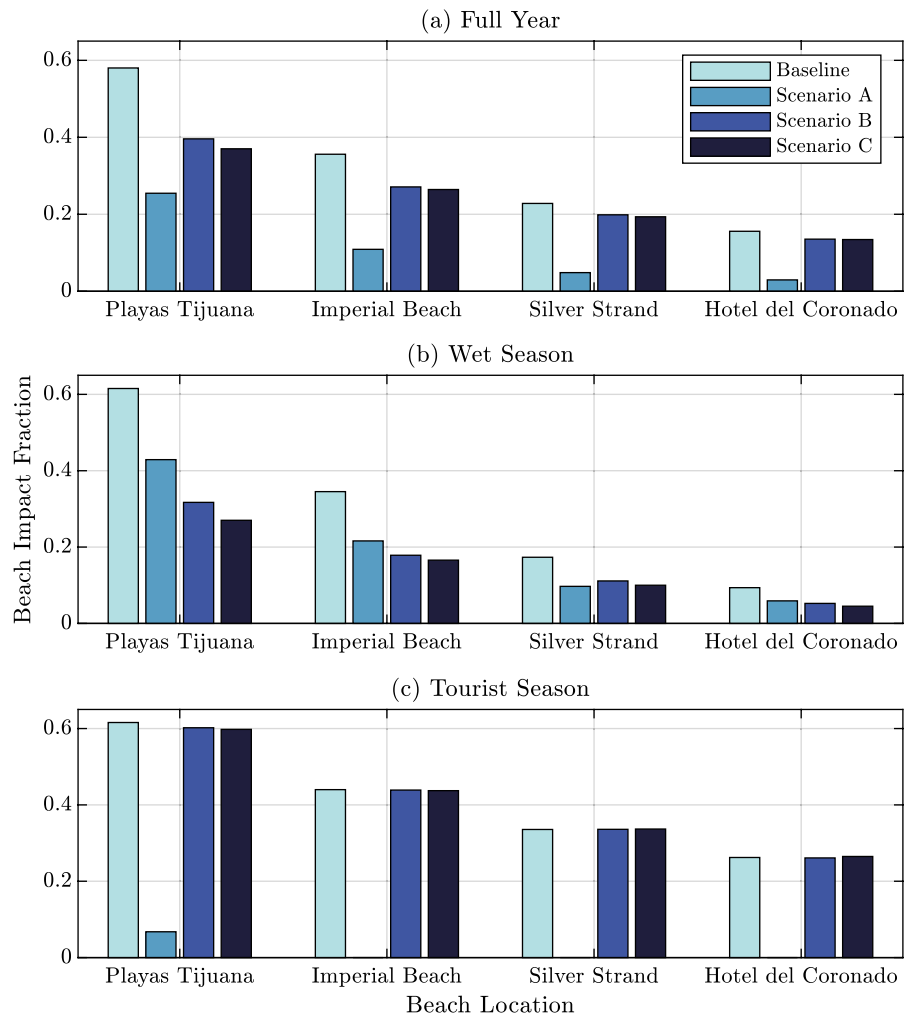 (a) Full Year
0.6
0.4
0.2
0
Baseline
Scenario A
Scenario B
Scenario C
Playas Tijuana Imperial Beach Silver Strand Hotel del Coronado
(b) Wet Season
Beach Impact Fraction
0.6
0.4
0.2
0
Playas Tijuana Imperial Beach Silver Strand Hotel del Coronado
(c) Tourist Season
0.6
0.4
0.2
0
Playas Tijuana Imperial Beach Silver Strand Hotel del Coronado
Beach Location